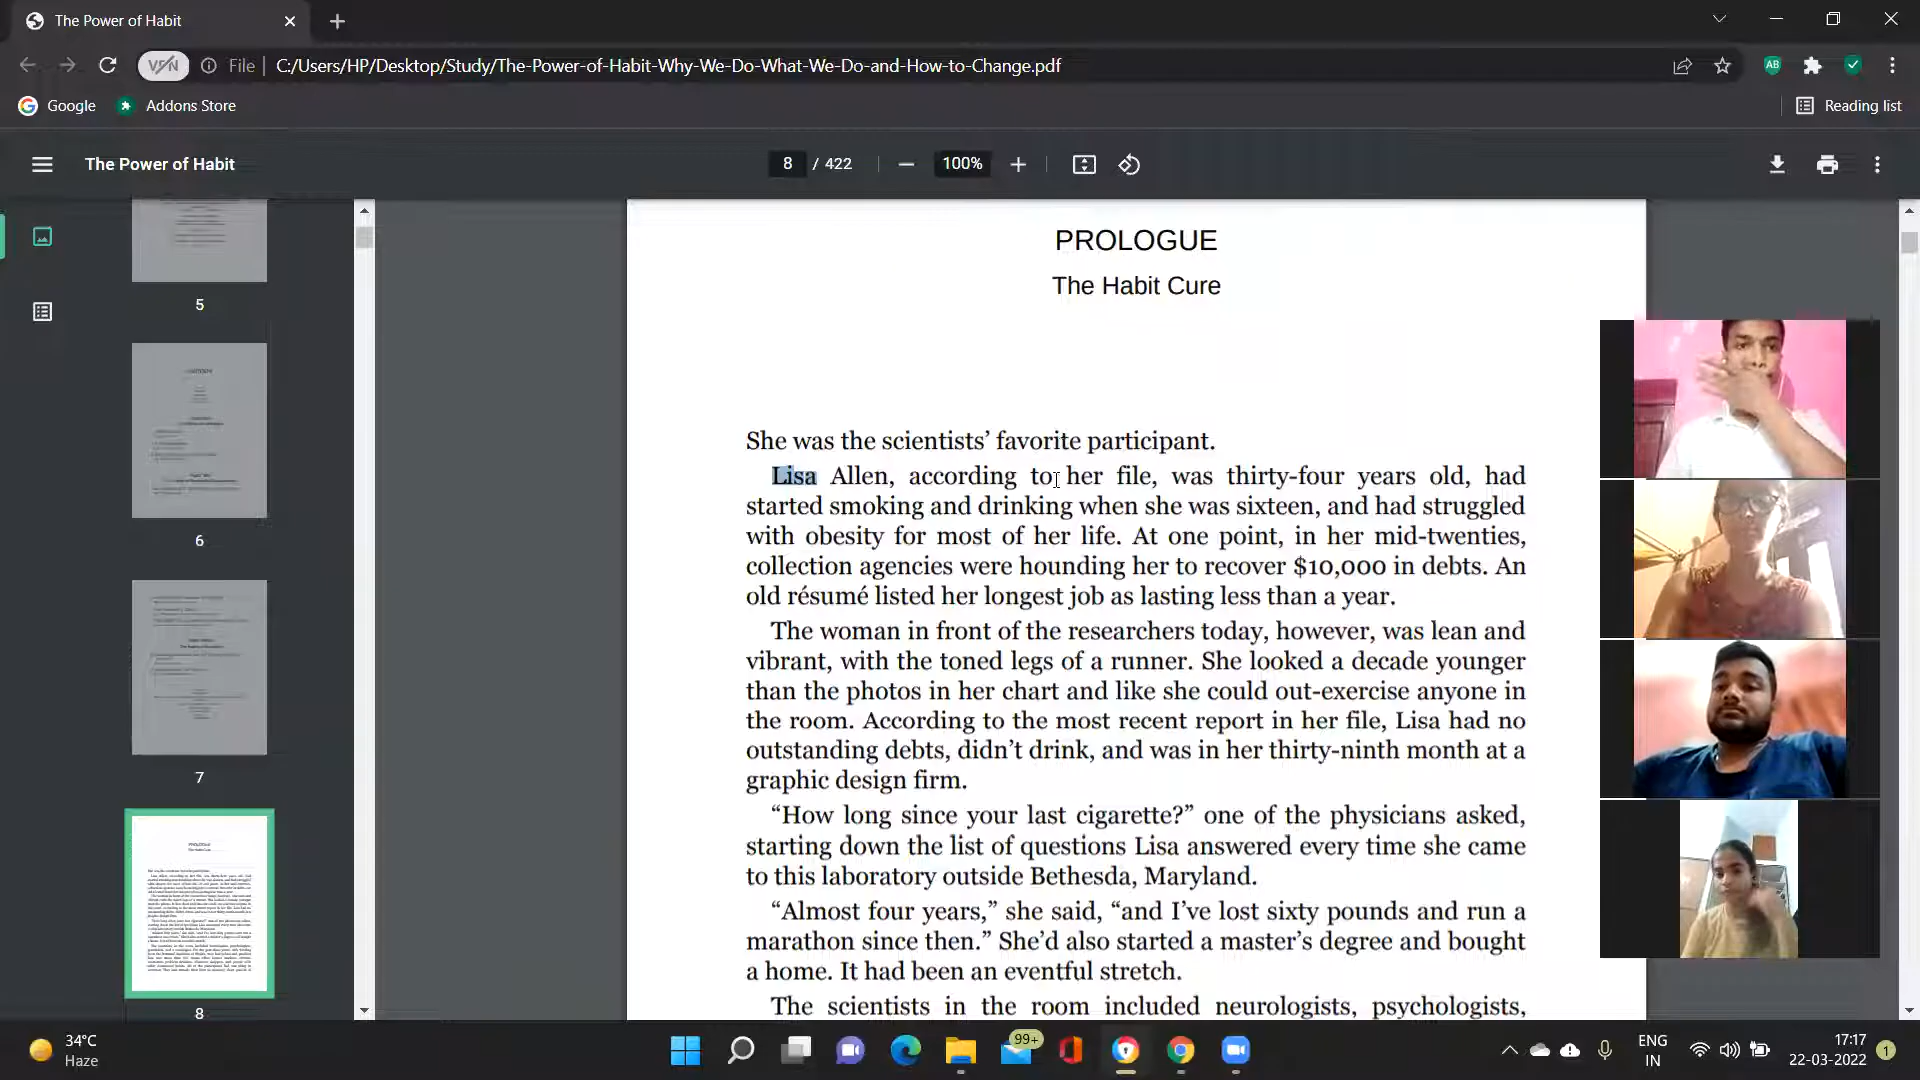 The Power of Habit
VPN
File
C:/Users/HP/Desktop/Study/The-Power-of-Habit-Why-We-Do-What-We-Do-and-How-to-Change.pdf
AB
Google
Addons Store
Reading list
The Power of Habit
8 / 422
100%
5
6
7
8
PROLOGUE
The Habit Cure
She was the scientists’ favorite participant.
Lisa Allen, according to her file, was thirty-four years old, had
started smoking and drinking when she was sixteen, and had struggled
with obesity for most of her life. At one point, in her mid-twenties,
collection agencies were hounding her to recover $10,000 in debts. An
old résumé listed her longest job as lasting less than a year.
The woman in front of the researchers today, however, was lean and
vibrant, with the toned legs of a runner. She looked a decade younger
than the photos in her chart and like she could out-exercise anyone in
the room. According to the most recent report in her file, Lisa had no
outstanding debts, didn’t drink, and was in her thirty-ninth month at a
graphic design firm.
“How long since your last cigarette?” one of the physicians asked,
starting down the list of questions Lisa answered every time she came
to this laboratory outside Bethesda, Maryland.
“Almost four years,” she said, “and I’ve lost sixty pounds and run a
marathon since then.” She’d also started a master’s degree and bought
a home. It had been an eventful stretch.
The scientists in the room included neurologists, psychologists,
34°C
Haze
99+
ENG
IN
17:17
22-03-2022
1